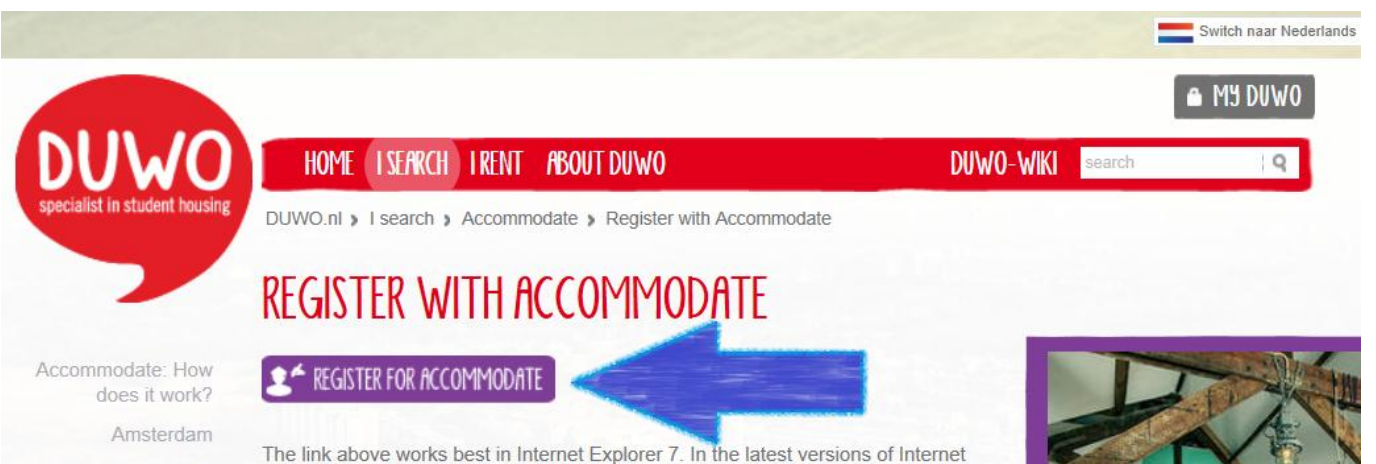 Switch naar Nederlands
MY DUWO
DUWO
specialist in student housing
HOME I SEARCH I RENT ABOUT DUWO DUWO-WIKI search
DUWO.nl › I search › Accommodate › Register with Accommodate
REGISTER WITH ACCOMMODATE
REGISTER FOR ACCOMMODATE
Accommodate: How
does it work?
Amsterdam
The link above works best in Internet Explorer 7. In the latest versions of Internet